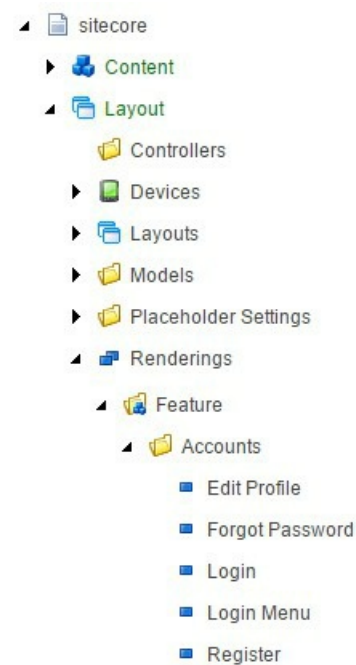 sitecore
Content
Layout
Controllers
Devices
Layouts
Models
Placeholder Settings
Renderings
Feature
Accounts
Edit Profile
Forgot Password
Login
Login Menu
Register